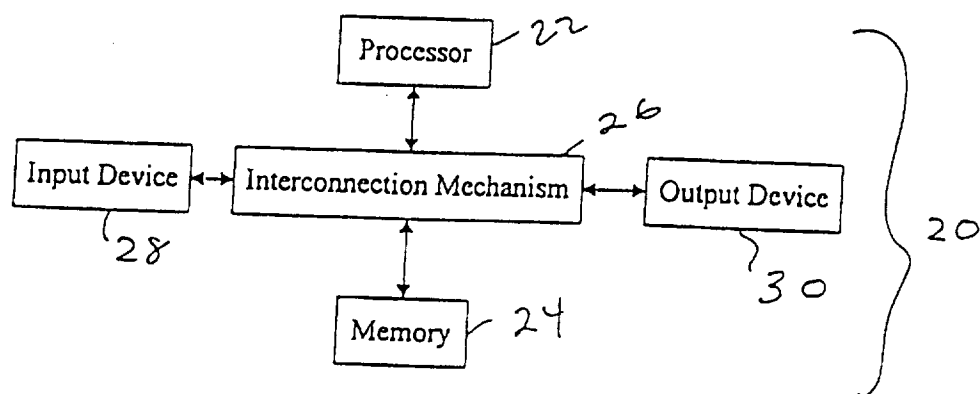 Processor
22
26
Input Device
Interconnection Mechanism
Output Device
20
28
30
Memory
24